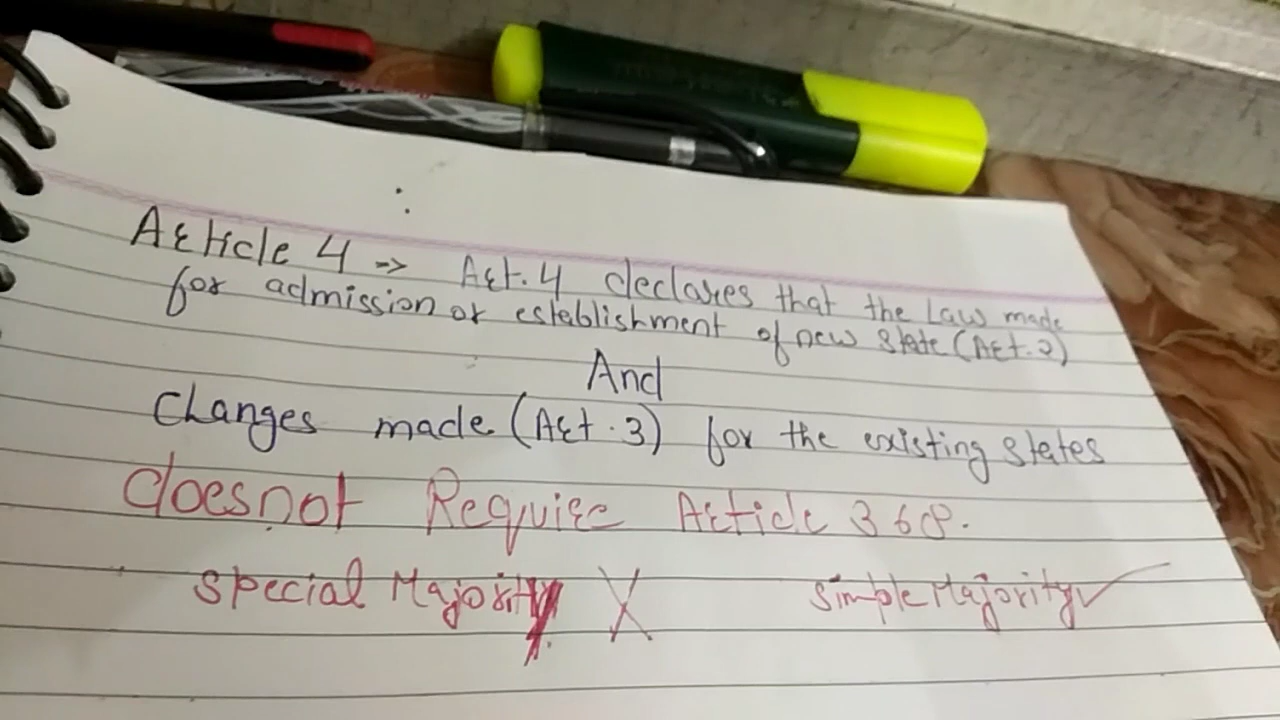 Article 4 → Art.4 declares that the Law made
for admission or establishment of new state (Art.2)
And
Changes made (Art.3) for the existing states
doesnot Require Article 368.
Special Majority X simple Majority ✓